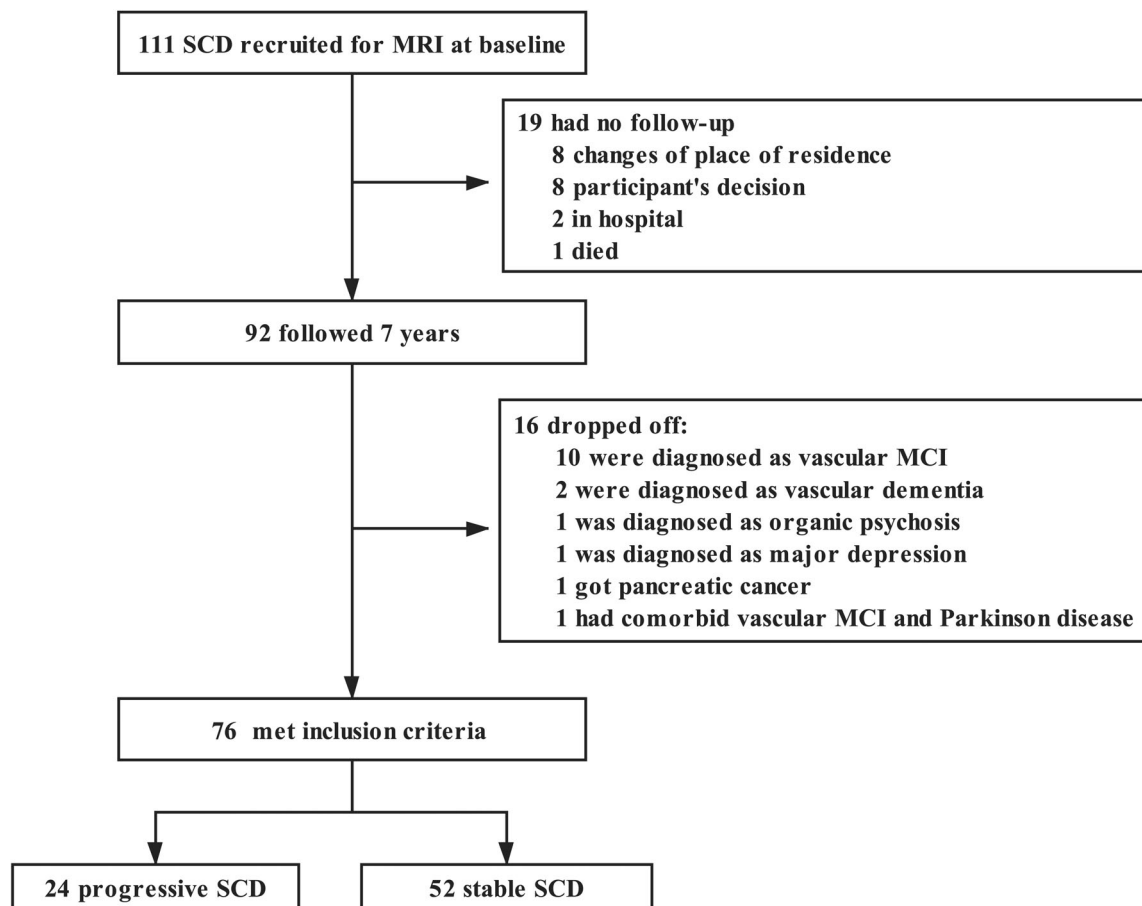 111 SCD recruited for MRI at baseline
19 had no follow-up
8 changes of place of residence
8 participant's decision
2 in hospital
1 died
92 followed 7 years
16 dropped off:
10 were diagnosed as vascular MCI
2 were diagnosed as vascular dementia
1 was diagnosed as organic psychosis
1 was diagnosed as major depression
1 got pancreatic cancer
1 had comorbid vascular MCI and Parkinson disease
76 met inclusion criteria
24 progressive SCD
52 stable SCD